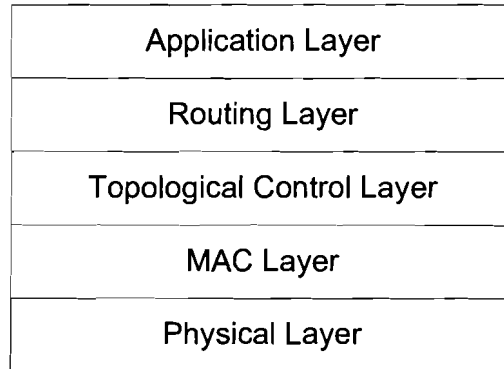 Application Layer
Routing Layer
Topological Control Layer
MAC Layer
Physical Layer